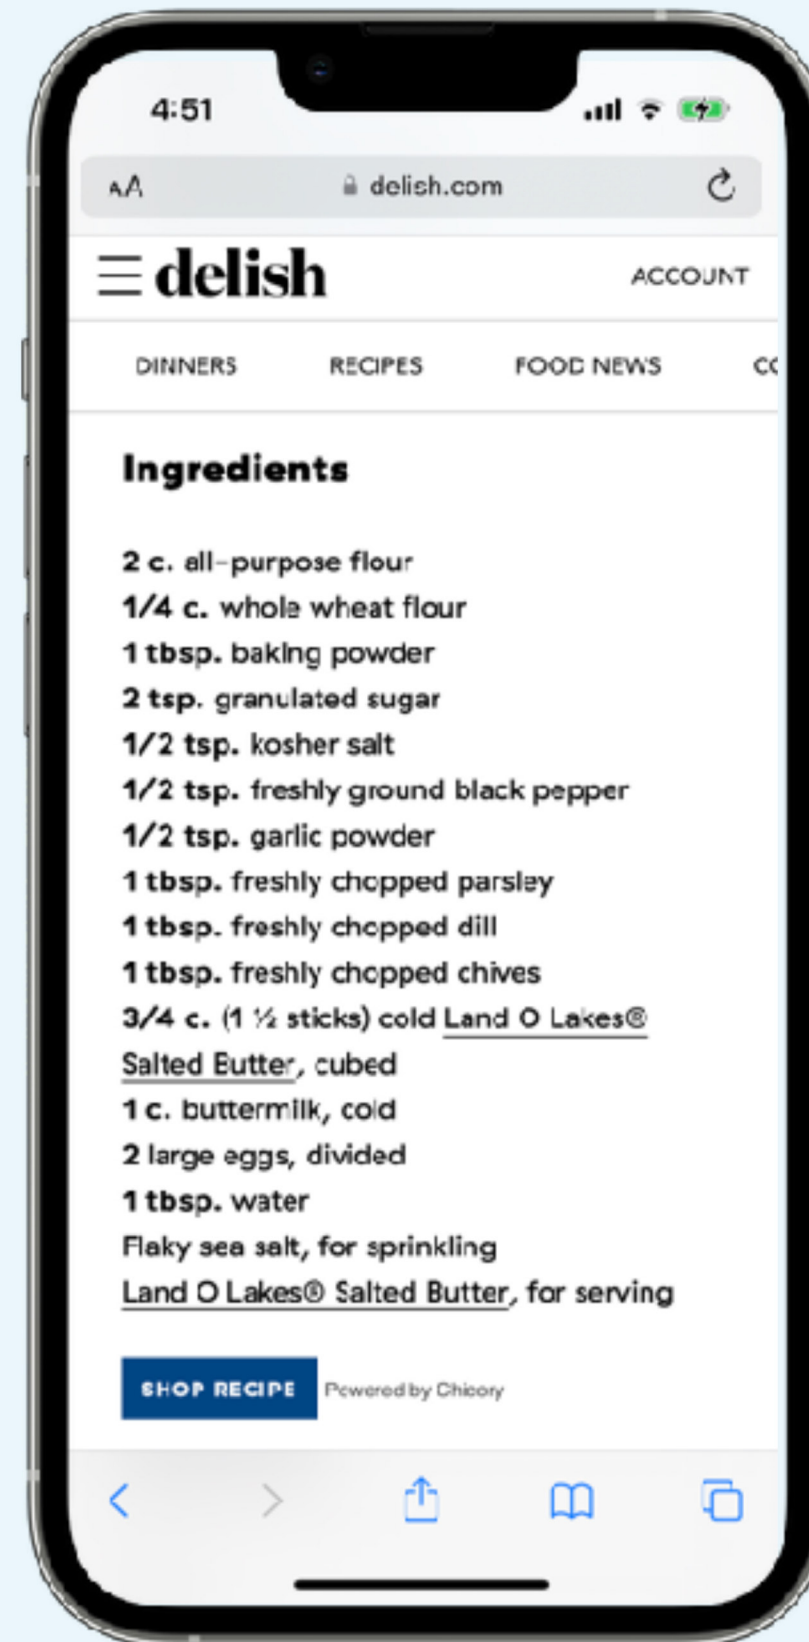 4:51
AA delish.com
delish ACCOUNT
DINNERS RECIPES FOOD NEWS CO
Ingredients
2 c. all-purpose flour
1/4 c. whole wheat flour
1 tbsp. baking powder
2 tsp. granulated sugar
1/2 tsp. kosher salt
1/2 tsp. freshly ground black pepper
1/2 tsp. garlic powder
1 tbsp. freshly chopped parsley
1 tbsp. freshly chopped dill
1 tbsp. freshly chopped chives
3/4 c. (1 ½ sticks) cold Land O Lakes®
Salted Butter, cubed
1 c. buttermilk, cold
2 large eggs, divided
1 tbsp. water
Flaky sea salt, for sprinkling
Land O Lakes® Salted Butter, for serving
SHOP RECIPE Powered by Chicory